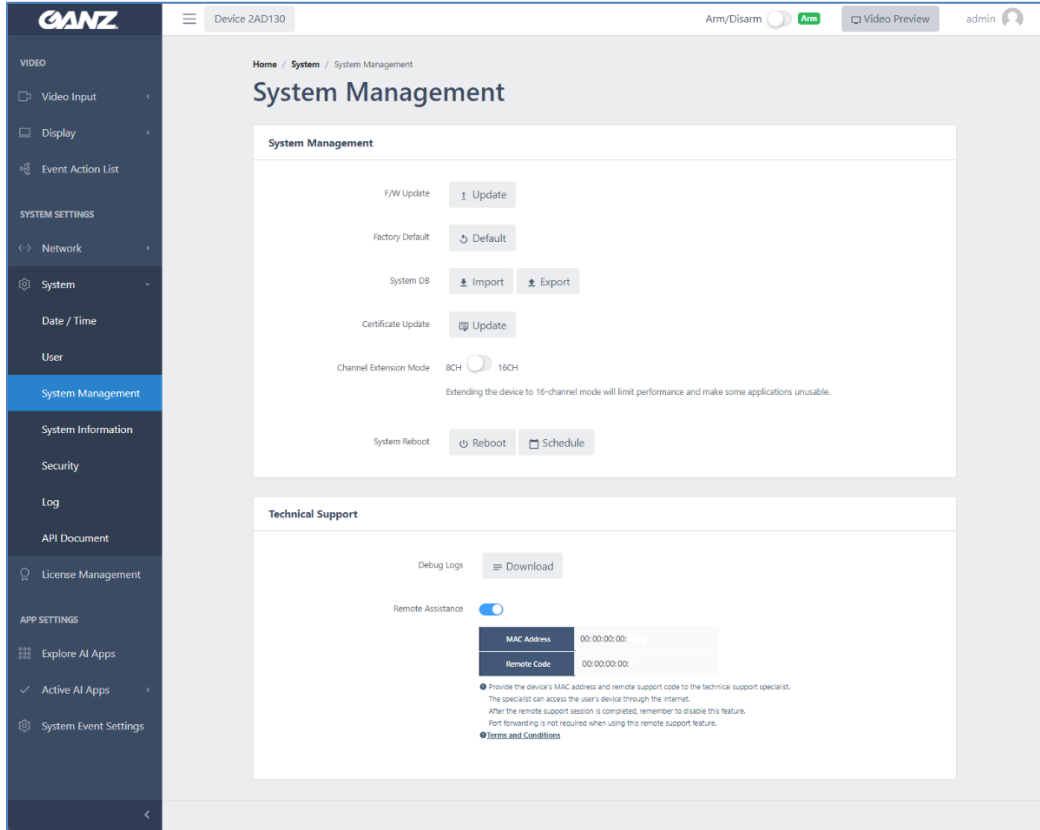 GANZ
Device 2AD130
Arm/Disarm Arm Video Preview admin
VIDEO
Video Input
Display
Event Action List
SYSTEM SETTINGS
Network
System
Date / Time
User
System Management
System Information
Security
Log
API Document
License Management
APP SETTINGS
Explore AI Apps
Active AI Apps
System Event Settings
Home / System / System Management
System Management
System Management
F/W Update Update
Factory Default Default
System DB Import Export
Certificate Update Update
Channel Extension Mode 8CH 16CH
Extending the device to 16-channel mode will limit performance and make some applications unusable.
System Reboot Reboot Schedule
Technical Support
Debug Logs Download
Remote Assistance
MAC Address 00:00:00:00:
Remote Code 00:00:00:00:
Provide the device's MAC address and remote support code to the technical support specialist.
The specialist can access the user's device through the internet.
After the remote support session is completed, remember to disable this feature.
Port forwarding is not required when using this remote support feature.
Terms and Conditions